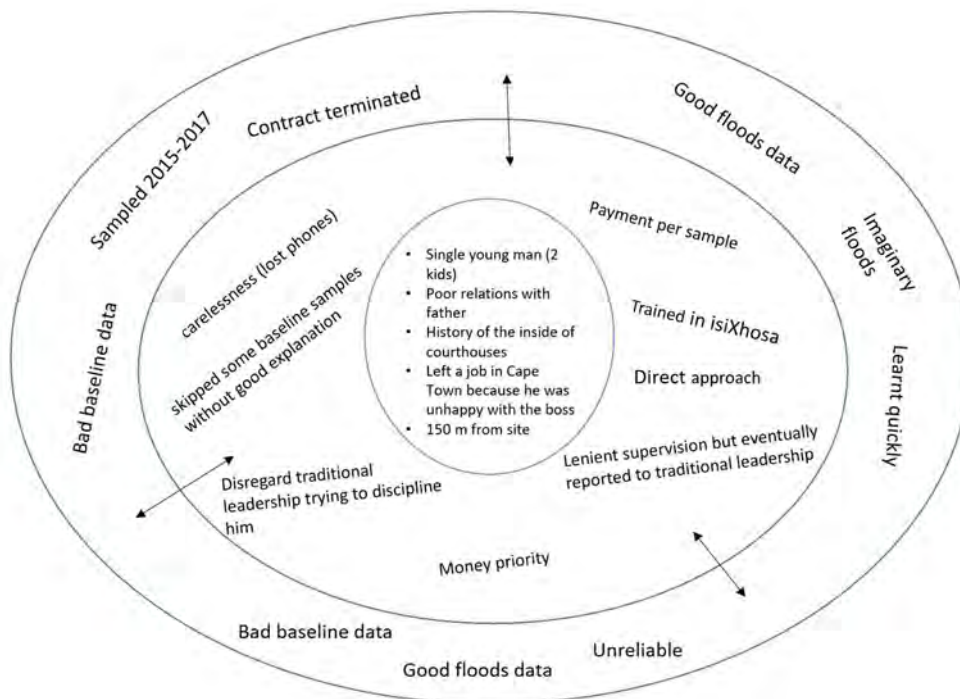 Contract terminated
Sampled 2015-2017
Good floods data
Imaginary
floods
Learnt quickly
Bad baseline data
carelessness (lost phones)
skipped some baseline samples
without good explanation
Disregard traditional
leadership trying to discipline
him
Payment per sample
Trained in isiXhosa
Direct approach
Lenient supervision but eventually
reported to traditional leadership
Money priority
• Single young man (2
kids)
• Poor relations with
father
• History of the inside of
courthouses
• Left a job in Cape
Town because he was
unhappy with the boss
• 150 m from site
Bad baseline data
Good floods data
Unreliable